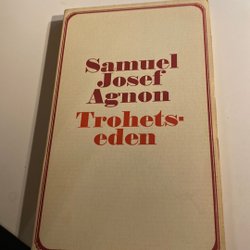 Samuel
Josef
Agnon
Trohets-
eden